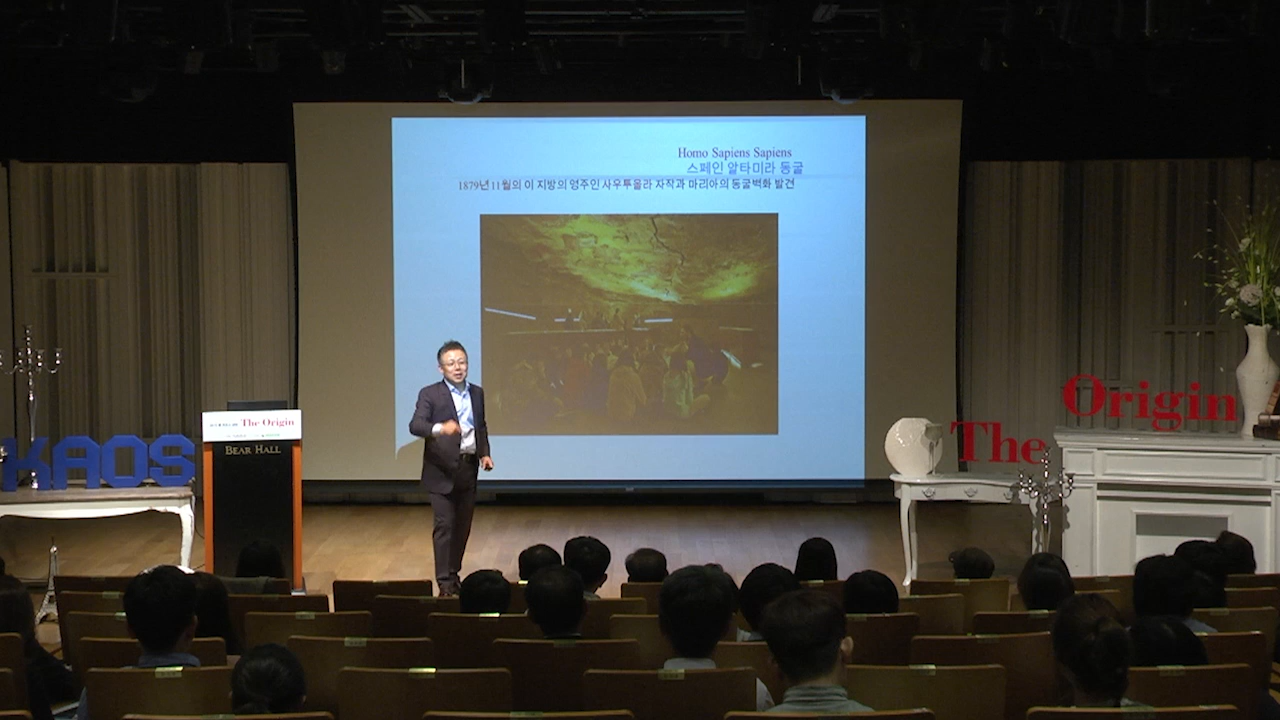 Homo Sapiens Sapiens
스페인 알타미라 동굴
1879년 11월의 이 지방의 영주인 사우투올라 자작과 마리아의 동굴벽화 발견
The Origin
BEAR HALL
KAOS
The Origin